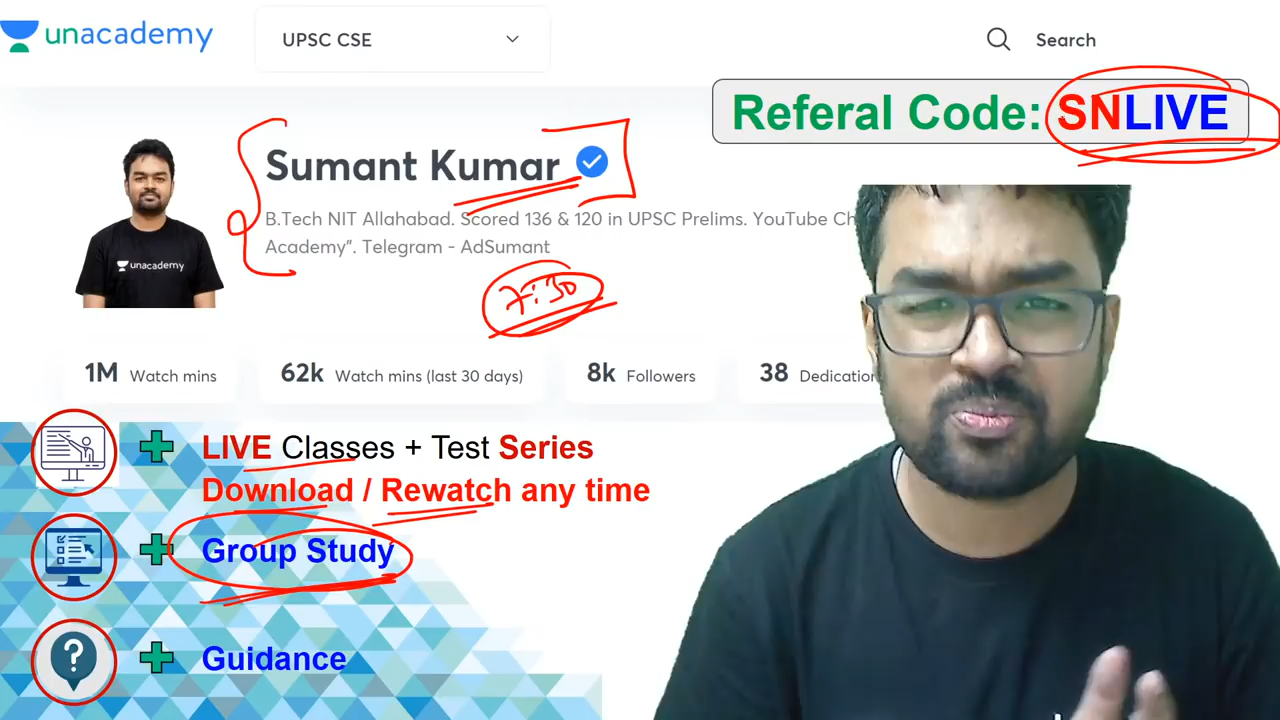 unacademy
UPSC CSE
Search
Referal Code: SNLIVE
Sumant Kumar
B.Tech NIT Allahabad. Scored 136 & 120 in UPSC Prelims. YouTube Ch
Academy". Telegram - AdSumant
unacademy
7:30
1M Watch mins
62k Watch mins (last 30 days)
8k Followers
38 Dedication
LIVE Classes + Test Series
Download / Rewatch any time
Group Study
Guidance